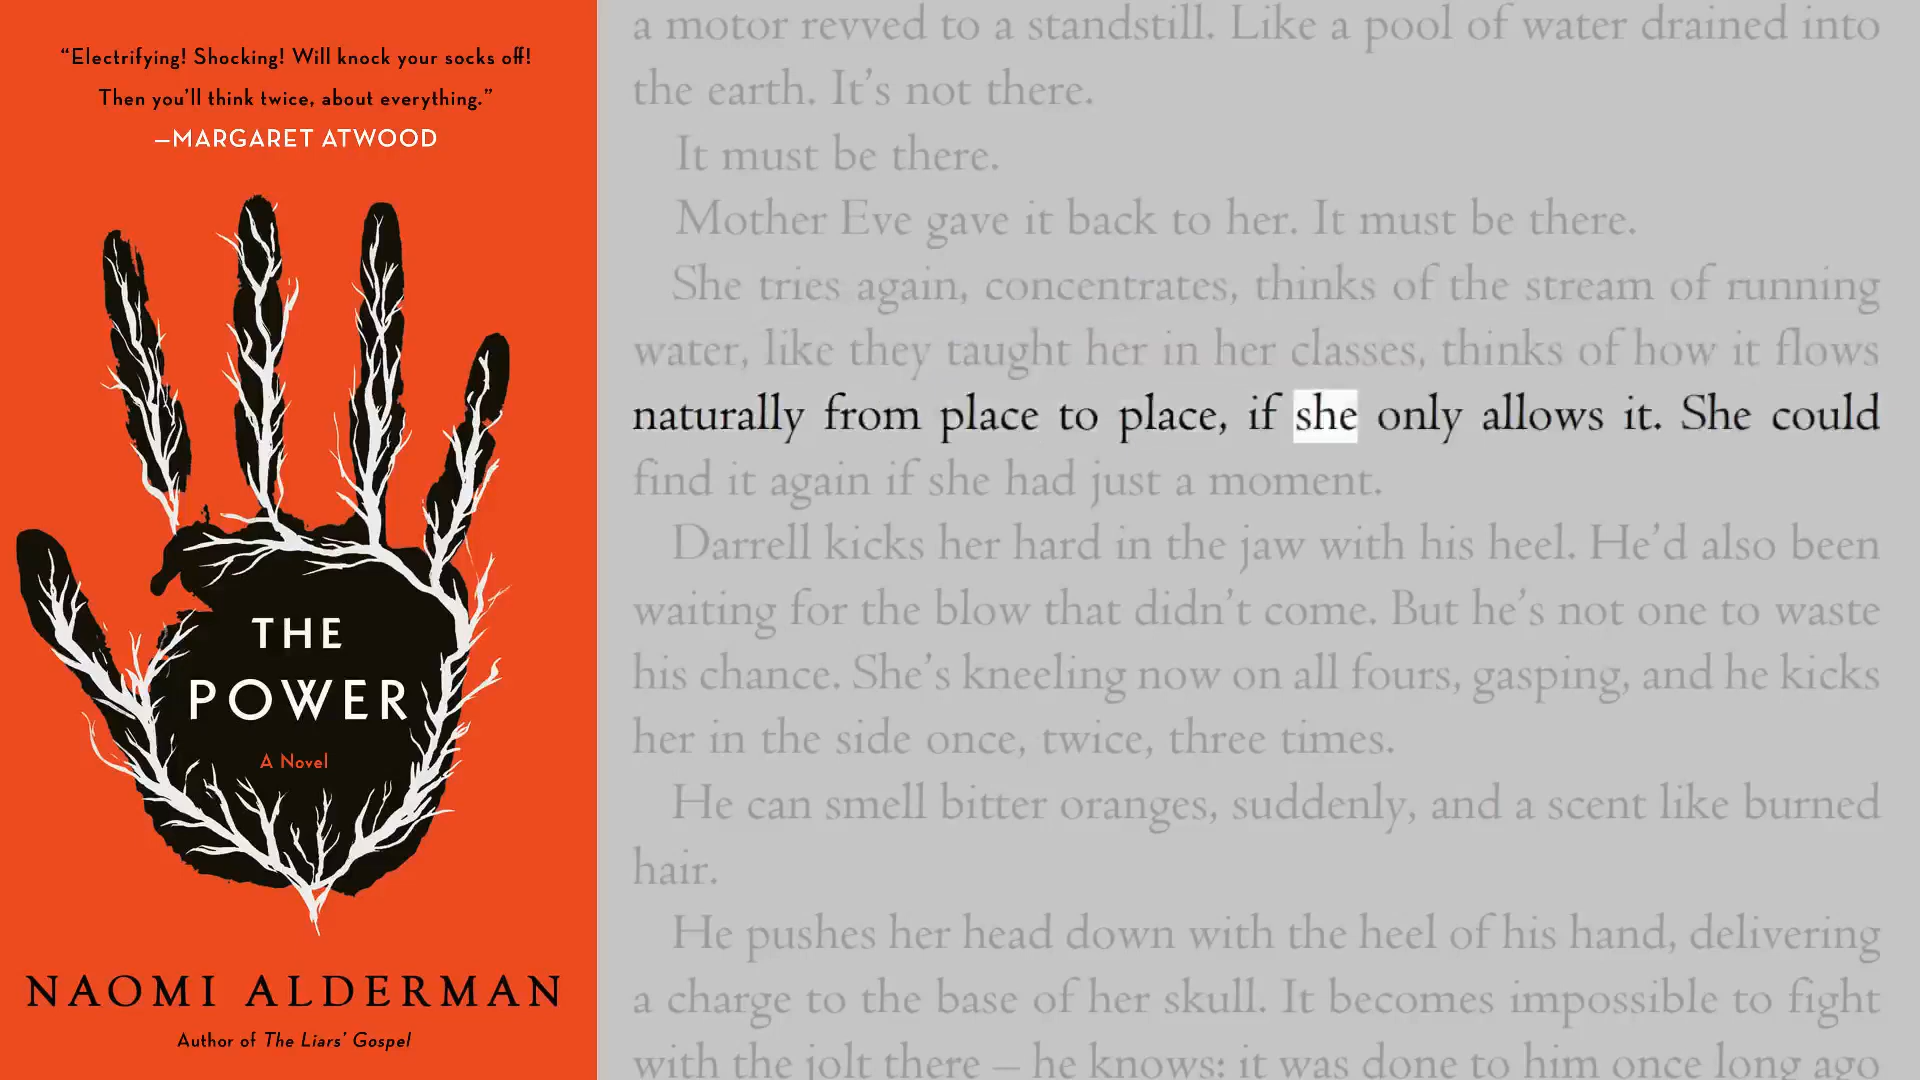 “Electrifying! Shocking! Will knock your socks off!
Then you’ll think twice, about everything.”
—MARGARET ATWOOD
THE
POWER
A Novel
NAOMI ALDERMAN
Author of The Liars’ Gospel
a motor revved to a standstill. Like a pool of water drained into
the earth. It’s not there.
It must be there.
Mother Eve gave it back to her. It must be there.
She tries again, concentrates, thinks of the stream of running
water, like they taught her in her classes, thinks of how it flows
naturally from place to place, if she only allows it. She could
find it again if she had just a moment.
Darrell kicks her hard in the jaw with his heel. He’d also been
waiting for the blow that didn’t come. But he’s not one to waste
his chance. She’s kneeling now on all fours, gasping, and he kicks
her in the side once, twice, three times.
He can smell bitter oranges, suddenly, and a scent like burned
hair.
He pushes her head down with the heel of his hand, delivering
a charge to the base of her skull. It becomes impossible to fight
with the jolt there – he knows: it was done to him once long ago